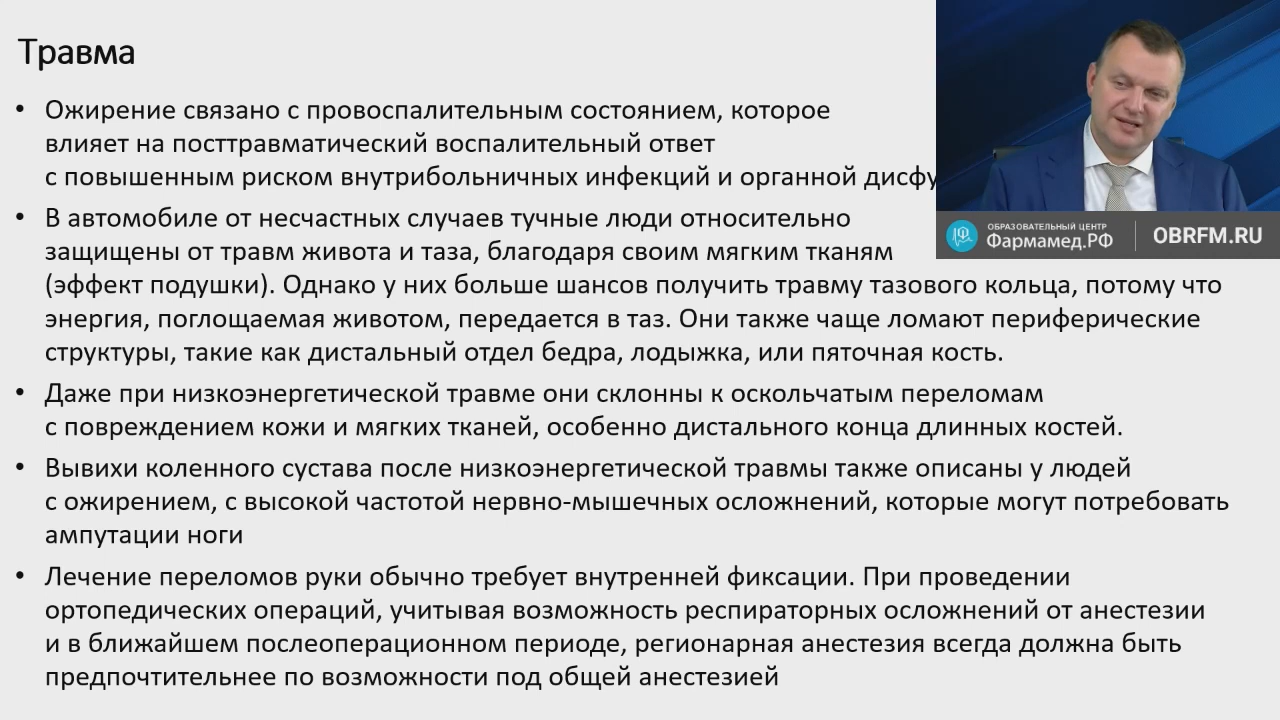 Травма
• Ожирение связано с провоспалительным состоянием, которое
влияет на посттравматический воспалительный ответ
с повышенным риском внутрибольничных инфекций и органной
• В автомобиле от несчастных случаев тучные люди относительно
защищены от травм живота и таза, благодаря своим мягким тканям
(эффект подушки). Однако у них больше шансов получить травму тазового кольца, потому что
энергия, поглощаемая животом, передается в таз. Они также чаще ломают периферические
структуры, такие как дистальный отдел бедра, лодыжка, или пяточная кость.
• Даже при низкоэнергетической травме они склонны к оскольчатым переломам
с повреждением кожи и мягких тканей, особенно дистального конца длинных костей.
• Вывихи коленного сустава после низкоэнергетической травмы также описаны у людей
с ожирением, с высокой частотой нервно-мышечных осложнений, которые могут потребовать
ампутации ноги
• Лечение переломов руки обычно требует внутренней фиксации. При проведении
ортопедических операций, учитывая возможность респираторных осложнений от анестезии
и в ближайшем послеоперационном периоде, регионарная анестезия всегда должна быть
предпочтительнее по возможности под общей анестезией
ОБРАЗОВАТЕЛЬНЫЙ ЦЕНТР
Фармамед.РФ
OBRFM.RU